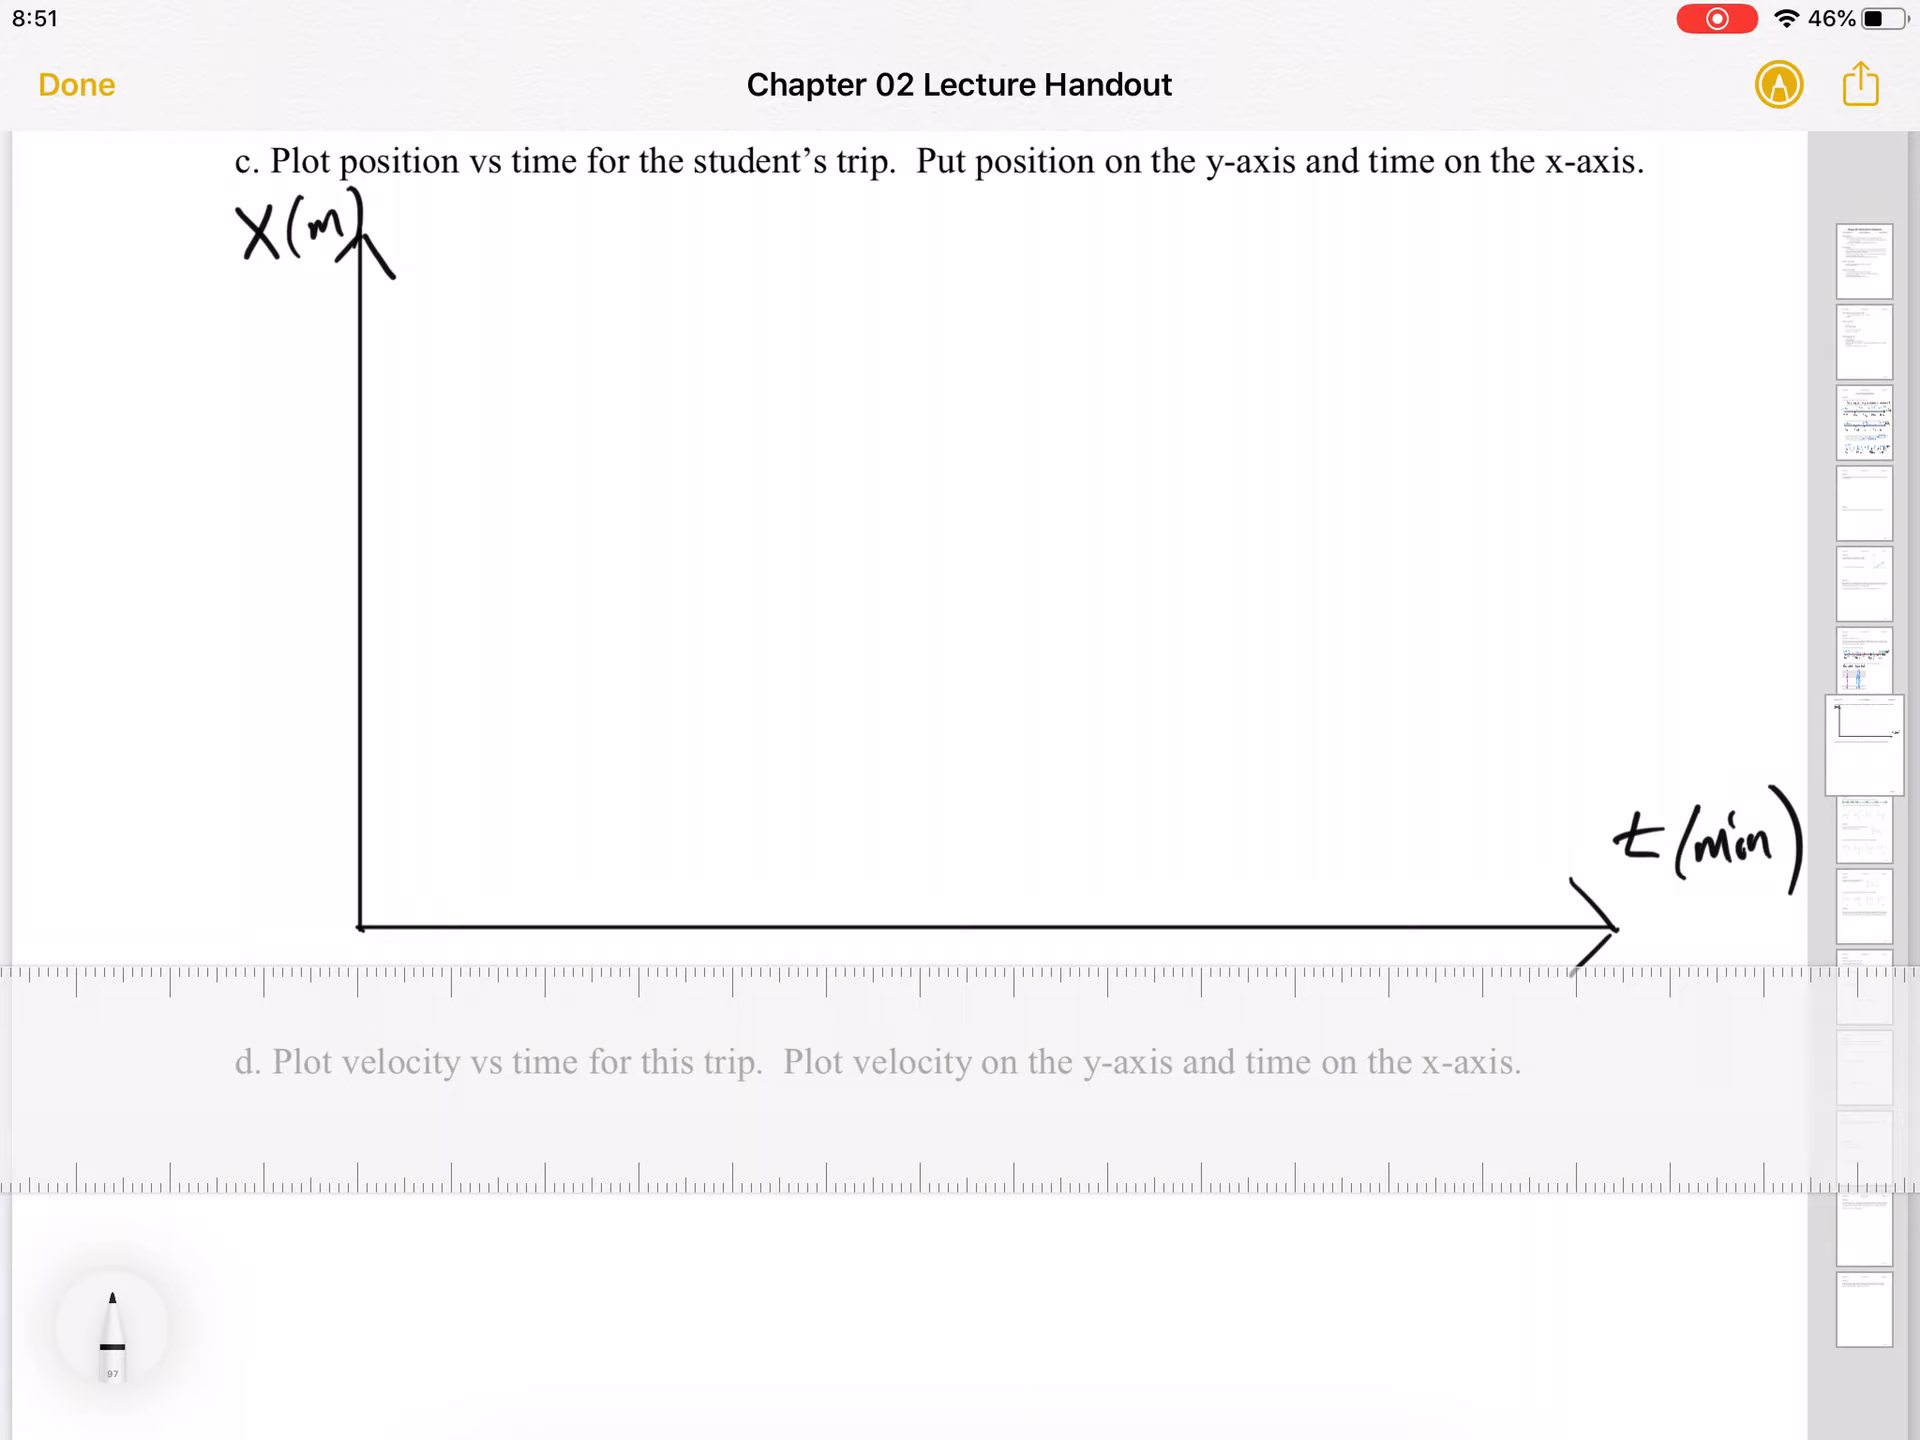 8:51
46%
Done
Chapter 02 Lecture Handout
c. Plot position vs time for the student’s trip.  Put position on the y-axis and time on the x-axis.
X(m)
t(min)
d. Plot velocity vs time for this trip.  Plot velocity on the y-axis and time on the x-axis.
97